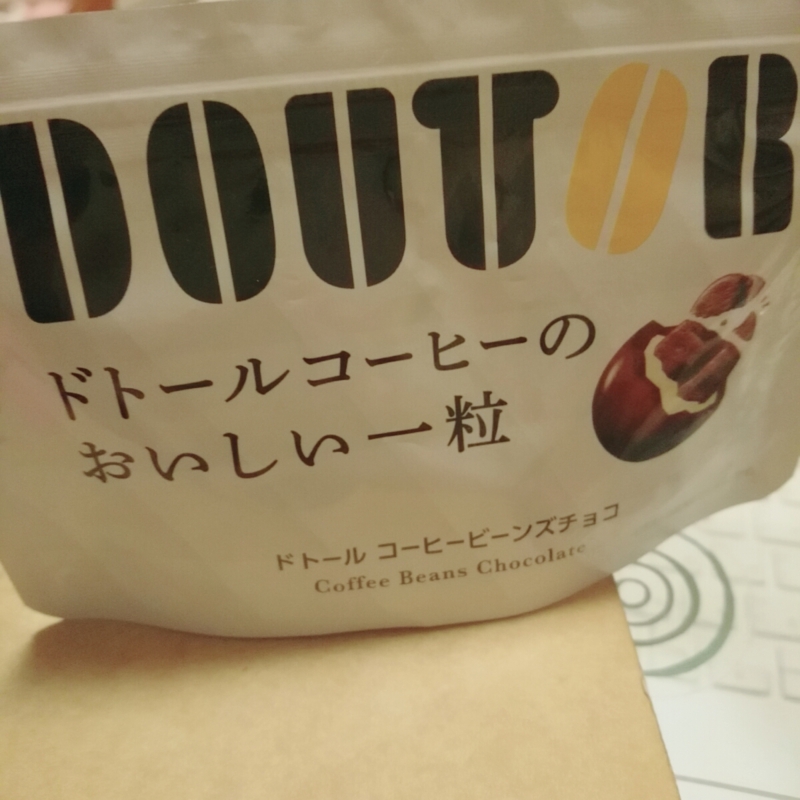 DOUTOR
ドトールコーヒーの
おいしい一粒
ドトール コーヒービーンズチョコ
Coffee Beans Chocolate